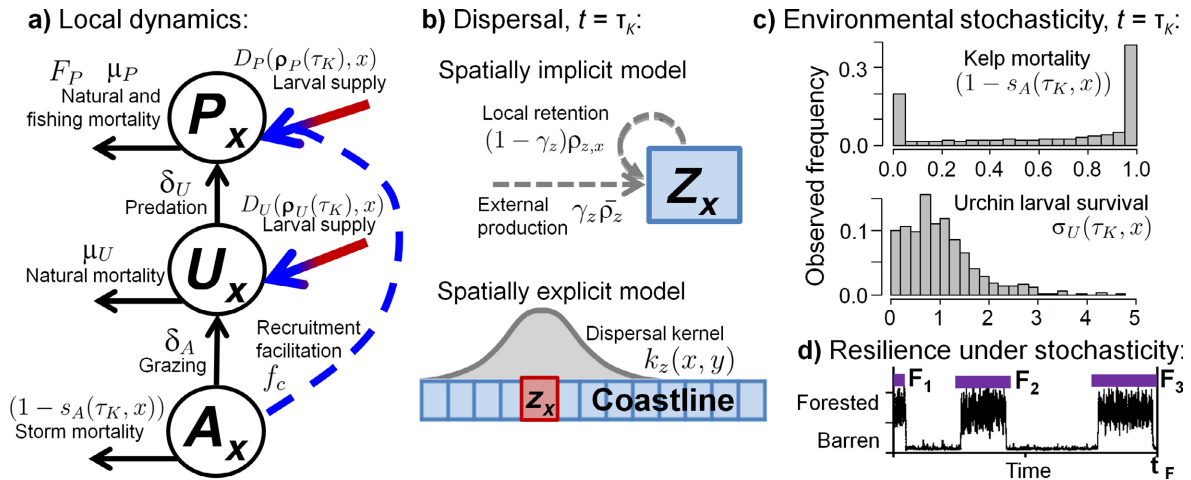 a) Local dynamics:
F_P μ_P
Natural and
fishing mortality
P_x
D_P(ρ_P(τ_K), x)
Larval supply
δ_U
Predation
D_U(ρ_U(τ_K), x)
Larval supply
μ_U
Natural mortality
U_x
δ_A
Grazing
Recruitment
facilitation
f_c
(1 − s_A(τ_K, x))
Storm mortality
A_x
b) Dispersal, t = τ_K:
Spatially implicit model
Local retention
(1 − γ_z)ρ_{z,x}
Z_x
External
production
γ_z ρ̄_z
Spatially explicit model
Dispersal kernel
k_z(x, y)
z_x
Coastline
c) Environmental stochasticity, t = τ_K:
Observed frequency
Kelp mortality
(1 − s_A(τ_K, x))
0.3
0.0
0.0 0.2 0.4 0.6 0.8 1.0
Urchin larval survival
σ_U(τ_K, x)
0.1
0.0
0 1 2 3 4 5
d) Resilience under stochasticity:
F_1 F_2 F_3
Forested
Barren
Time
t_F